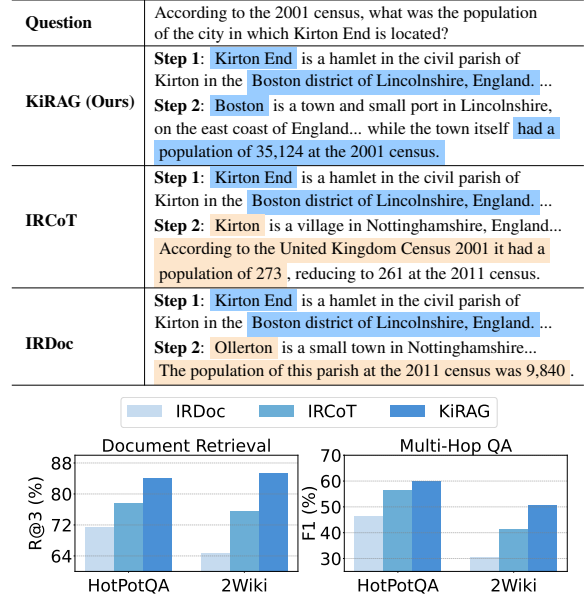 Question
According to the 2001 census, what was the population
of the city in which Kirton End is located?
KiRAG (Ours)
Step 1: Kirton End is a hamlet in the civil parish of
Kirton in the Boston district of Lincolnshire, England. ...
Step 2: Boston is a town and small port in Lincolnshire,
on the east coast of England... while the town itself had a
population of 35,124 at the 2001 census.
IRCoT
Step 1: Kirton End is a hamlet in the civil parish of
Kirton in the Boston district of Lincolnshire, England. ...
Step 2: Kirton is a village in Nottinghamshire, England...
According to the United Kingdom Census 2001 it had a
population of 273, reducing to 261 at the 2011 census.
IRDoc
Step 1: Kirton End is a hamlet in the civil parish of
Kirton in the Boston district of Lincolnshire, England. ...
Step 2: Ollerton is a small town in Nottinghamshire...
The population of this parish at the 2011 census was 9,840.
IRDoc IRCoT KiRAG
Document Retrieval
R@3 (%)
88
80
72
64
HotPotQA 2Wiki
Multi-Hop QA
F1 (%)
70
60
50
40
30
HotPotQA 2Wiki